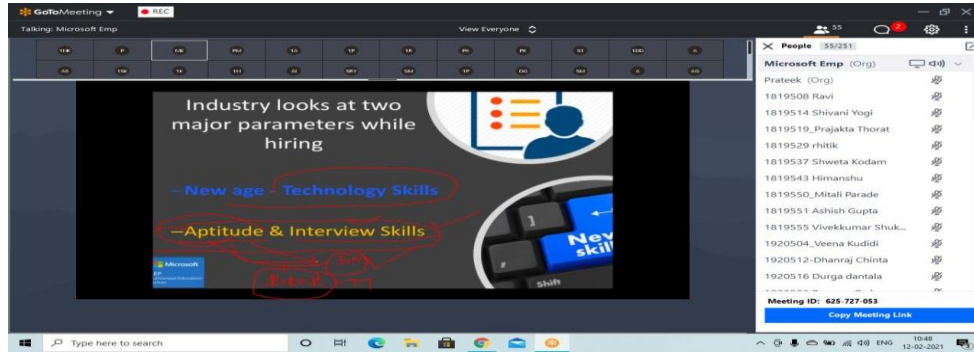 GoToMeeting
REC
Talking: Microsoft Emp
View Everyone
55
2
People 55/251
Microsoft Emp (Org)
Prateek (Org)
1819508 Ravi
1819514 Shivani Yogi
1819519_Prajakta Thorat
1819529 rhitik
1819537 Shweta Kodam
1819543 Himanshu
1819550_Mitali Parade
1819551 Ashish Gupta
1819555 Vivekkumar Shuk...
1920504_Veena Kudidi
1920512-Dhanraj Chinta
1920516 Durga dantala
Meeting ID: 625-727-053
Copy Meeting Link
Industry looks at two
major parameters while
hiring
–New age - Technology Skills
–Aptitude & Interview Skills
Microsoft
New
skill
Shift
Type here to search
ENG
10:48
12-02-2021